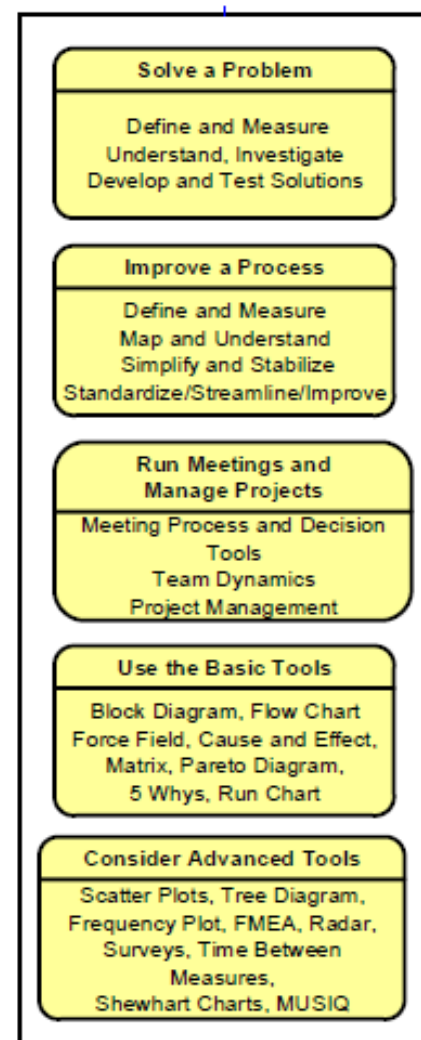 Solve a Problem
Define and Measure
Understand, Investigate
Develop and Test Solutions
Improve a Process
Define and Measure
Map and Understand
Simplify and Stabilize
Standardize/Streamline/Improve
Run Meetings and
Manage Projects
Meeting Process and Decision
Tools
Team Dynamics
Project Management
Use the Basic Tools
Block Diagram, Flow Chart
Force Field, Cause and Effect,
Matrix, Pareto Diagram,
5 Whys, Run Chart
Consider Advanced Tools
Scatter Plots, Tree Diagram,
Frequency Plot, FMEA, Radar,
Surveys, Time Between
Measures,
Shewhart Charts, MUSIQ